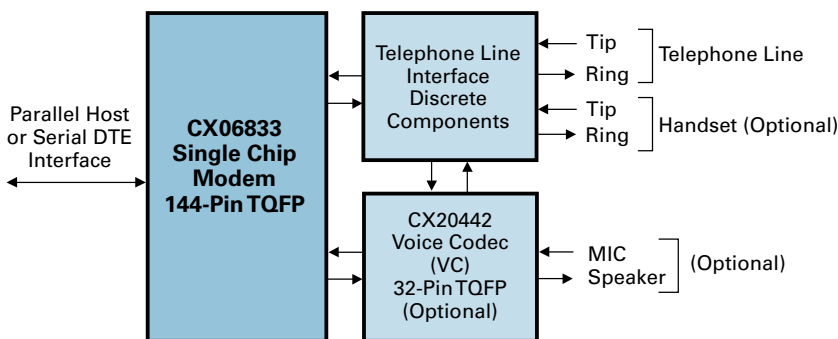 Parallel Host
or Serial DTE
Interface
CX06833
Single Chip
Modem
144-Pin TQFP
Telephone Line
Interface
Discrete
Components
Tip
Ring
Telephone Line
Tip
Ring
Handset (Optional)
CX20442
Voice Codec
(VC)
32-Pin TQFP
(Optional)
MIC
Speaker
(Optional)